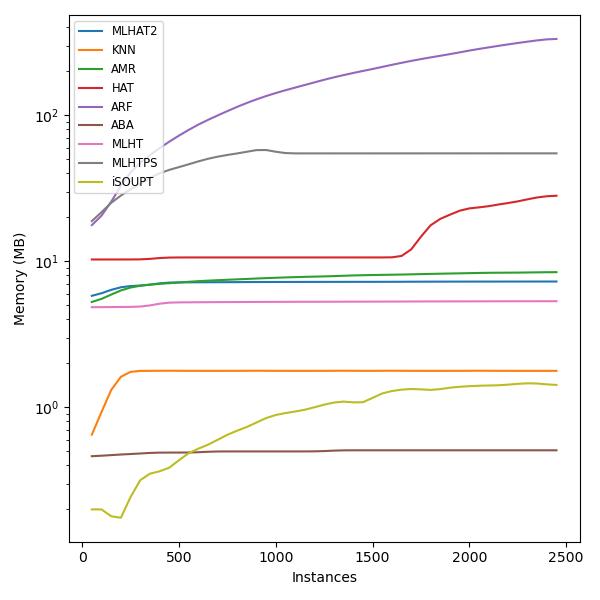 MLHAT2
KNN
AMR
HAT
ARF
ABA
MLHT
MLHTPS
iSOUPT
Memory (MB)
10²
10¹
10⁰
0 500 1000 1500 2000 2500
Instances